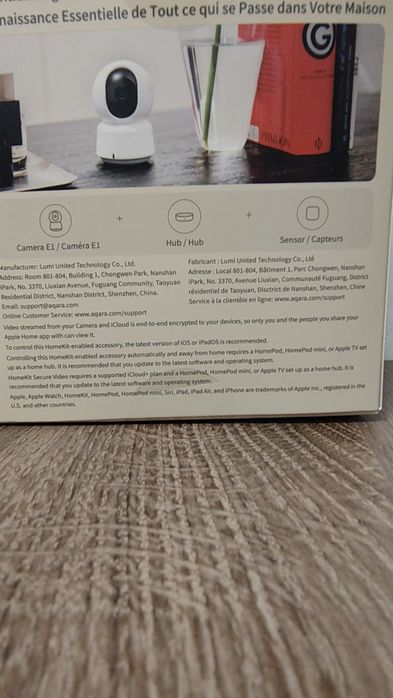 naissance Essentielle de Tout ce qui se Passe dans Votre Maison
G
PHAIDON
+
+
Camera E1 / Caméra E1
Hub / Hub
Sensor / Capteurs
Manufacturer: Lumi United Technology Co., Ltd.
Address: Room 801-804, Building 1, Chongwen Park, Nanshan
iPark, No. 3370, Liuxian Avenue, Fuguang Community, Taoyuan
Residential District, Nanshan District, Shenzhen, China.
Email: support@aqara.com
Online Customer Service: www.aqara.com/support
Fabricant : Lumi United Technology Co., Lté
Adresse : Local 801-804, Bâtiment 1, Parc Chongwen, Nanshan
iPark, No. 3370, Avenue Liuxian, Communauté Fuguang, District
résidentiel de Taoyuan, Disctrict de Nanshan, Shenzhen, Chine
Service à la clientèle en ligne: www.aqara.com/support
Video streamed from your Camera and iCloud is end-to-end encrypted to your devices, so only you and the people you share your
Apple Home app with can view it.
To control this HomeKit-enabled accessory, the latest version of iOS or iPadOS is recommended.
Controlling this HomeKit-enabled accessory automatically and away from home requires a HomePod, HomePod mini, or Apple TV set
up as a home hub. It is recommended that you update to the latest software and operating system.
HomeKit Secure Video requires a supported iCloud+ plan and a HomePod, HomePod mini, or Apple TV set up as a home hub. It is
recommended that you update to the latest software and operating system.
Apple, Apple Watch, HomeKit, HomePod, HomePod mini, Siri, iPad, iPad Air, and iPhone are trademarks of Apple Inc., registered in the
U.S. and other countries.